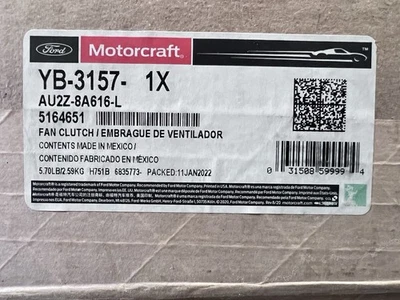 Ford Motorcraft
YB-3157- 1X
AU2Z-8A616-L
5164651
FAN CLUTCH / EMBRAGUE DE VENTILADOR
CONTENTS MADE IN MEXICO /
CONTENIDO FABRICADO EN MÉXICO
5.70LB/2.59KG H751B 6835773- PACKED:11JAN2022
0 31508 59999 4